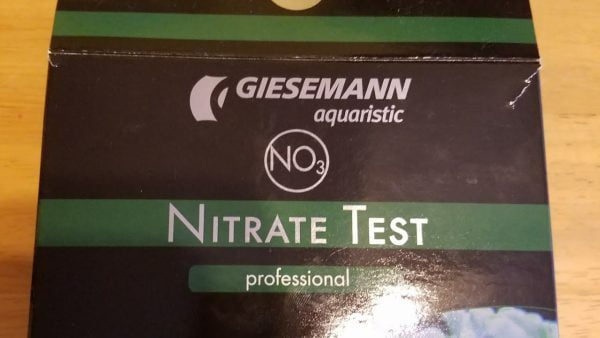 GIESEMANN
aquaristic
NO3
NITRATE TEST
professional